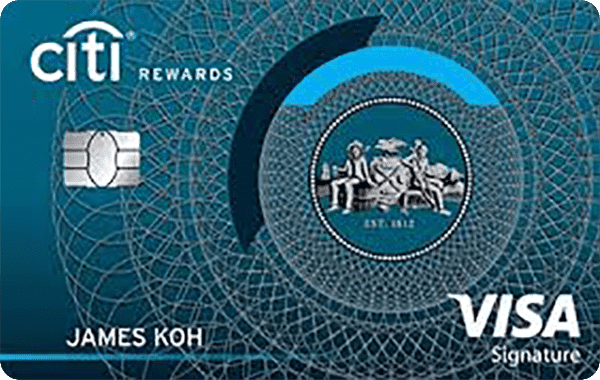 citi REWARDS
EST. 1812
VISA
Signature
JAMES KOH